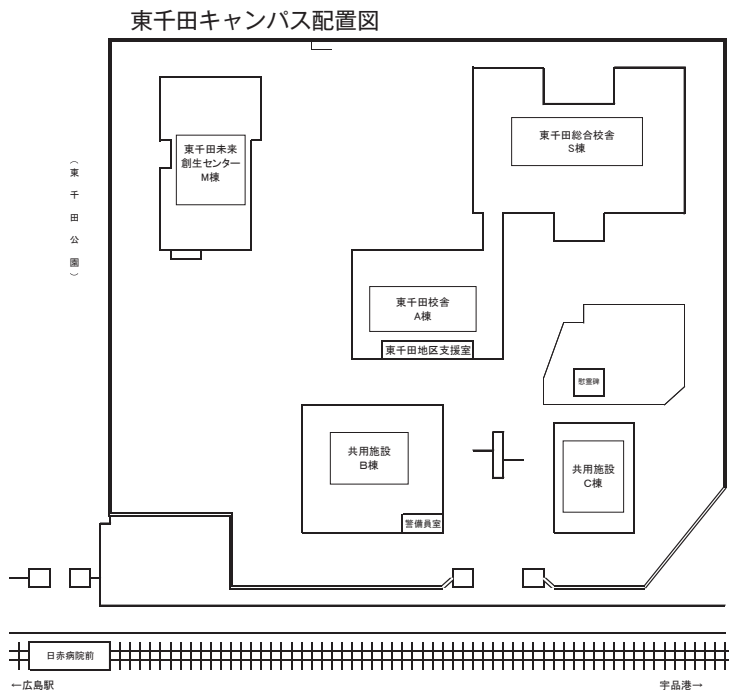 東千田キャンパス配置図
東千田総合校舎
S棟
東千田未来
創生センター
M棟
（東千田公園）
東千田校舎
A棟
東千田地区支援室
慰霊碑
共用施設
B棟
共用施設
C棟
警備員室
日赤病院前
←広島駅
宇品港→